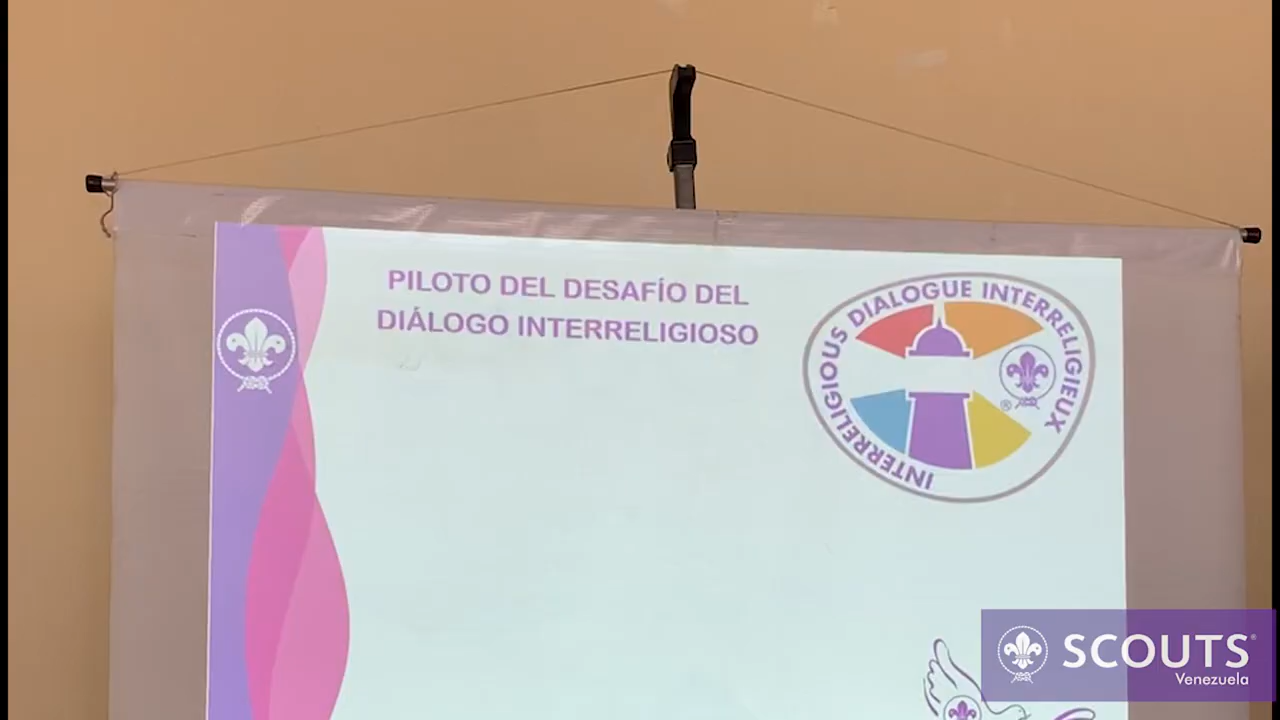 PILOTO DEL DESAFÍO DEL
DIÁLOGO INTERRELIGIOSO
INTERRELIGIOUS DIALOGUE INTERRELIGIEUX
®
SCOUTS®
Venezuela